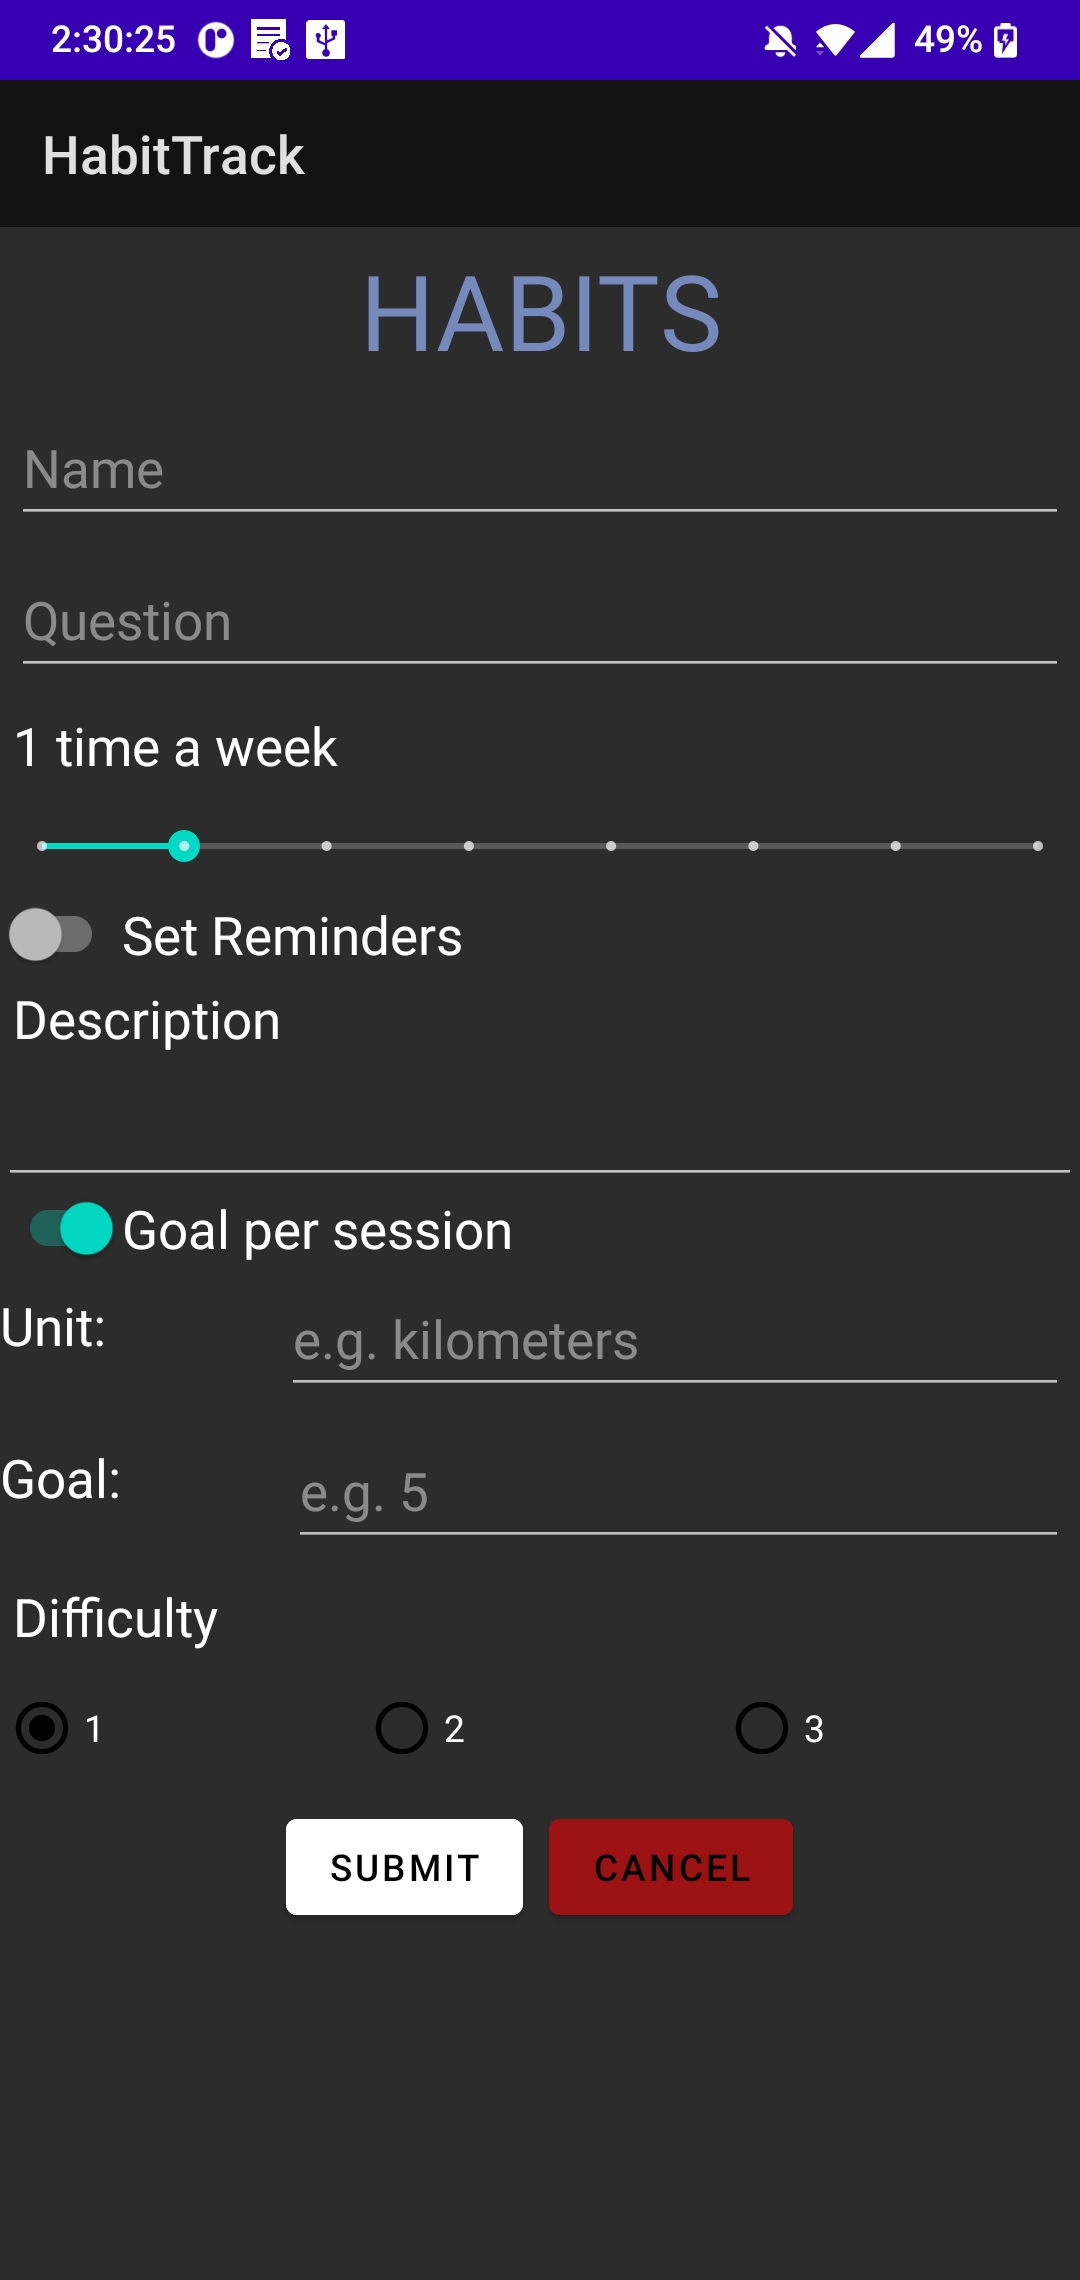 2:30:25 49%
HabitTrack
HABITS
Name
Question
1 time a week
Set Reminders
Description
Goal per session
Unit: e.g. kilometers
Goal: e.g. 5
Difficulty
1 2 3
SUBMIT CANCEL